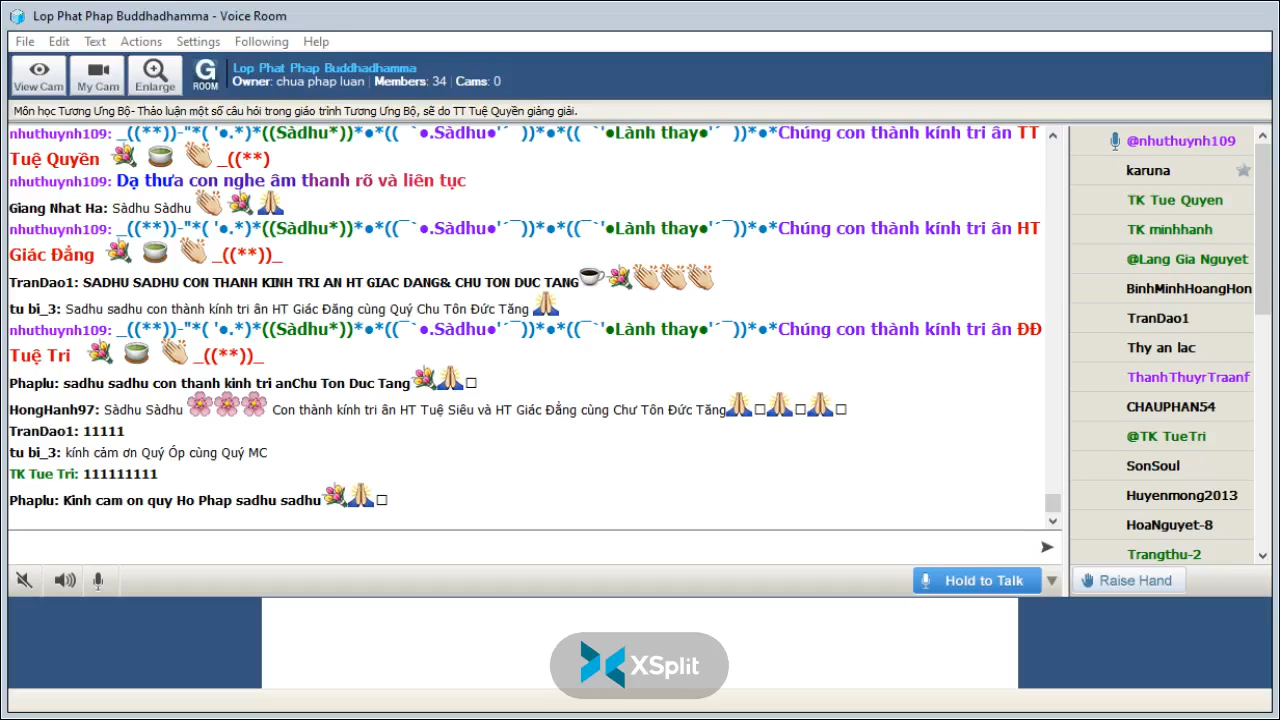 Lop Phat Phap Buddhadhamma - Voice Room
File Edit Text Actions Settings Following Help
View Cam My Cam Enlarge G ROOM
Lop Phat Phap Buddhadhamma
Owner: chua phap luan | Members: 34 | Cams: 0
Môn học Tương Ưng Bộ- Thảo luận một số câu hỏi trong giáo trình Tương Ưng Bộ, sẽ do TT Tuệ Quyền giảng giải.
nhuthuynh109: _((**))-"*( '●.*)*((Sàdhu*))*●*((¯`●.Sàdhu●'´¯))*●*((¯`'●Lành thay●'´¯))*●*Chúng con thành kính tri ân TT
Tuệ Quyền _((**)
nhuthuynh109: Dạ thưa con nghe âm thanh rõ và liên tục
Giang Nhat Ha: Sàdhu Sàdhu
nhuthuynh109: _((**))-"*( '●.*)*((Sàdhu*))*●*((¯`●.Sàdhu●'´¯))*●*((¯`'●Lành thay●'´¯))*●*Chúng con thành kính tri ân HT
Giác Đẳng _((**))_
TranDao1: SADHU SADHU CON THANH KINH TRI AN HT GIAC DANG& CHU TON DUC TANG
tu bi_3: Sadhu sadhu con thành kính tri ân HT Giác Đăng cùng Quý Chu Tôn Đức Tăng
nhuthuynh109: _((**))-"*( '●.*)*((Sàdhu*))*●*((¯`●.Sàdhu●'´¯))*●*((¯`'●Lành thay●'´¯))*●*Chúng con thành kính tri ân ĐĐ
Tuệ Tri _((**))_
Phaplu: sadhu sadhu con thanh kinh tri anChu Ton Duc Tang
HongHanh97: Sàdhu Sàdhu Con thành kính tri ân HT Tuệ Siêu và HT Giác Đẳng cùng Chư Tôn Đức Tăng
TranDao1: 11111
tu bi_3: kính cảm ơn Quý Óp cùng Quý MC
TK Tue Tri: 111111111
Phaplu: Kinh cam on quy Ho Phap sadhu sadhu
@nhuthuynh109
karuna
TK Tue Quyen
TK minhhanh
@Lang Gia Nguyet
BinhMinhHoangHon
TranDao1
Thy an lac
ThanhThuyrTraanf
CHAUPHAN54
@TK TueTri
SonSoul
Huyenmong2013
HoaNguyet-8
Trangthu-2
Hold to Talk
Raise Hand
XSplit